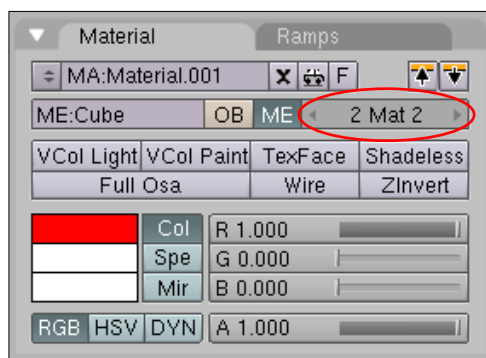 Material Ramps
MA:Material.001 X F
ME:Cube OB ME 2 Mat 2
VCol Light VCol Paint TexFace Shadeless
Full Osa Wire ZInvert
Col R 1.000
Spe G 0.000
Mir B 0.000
RGB HSV DYN A 1.000